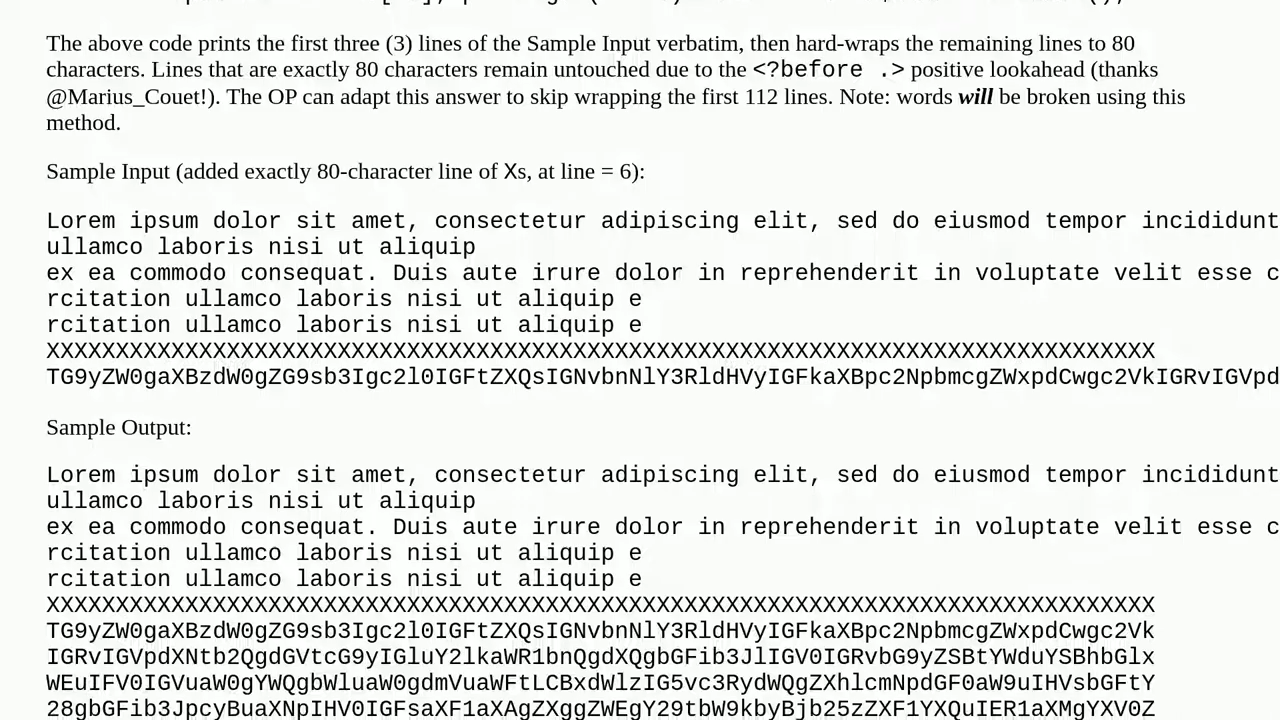 The above code prints the first three (3) lines of the Sample Input verbatim, then hard-wraps the remaining lines to 80
characters. Lines that are exactly 80 characters remain untouched due to the <?before .> positive lookahead (thanks
@Marius_Couet!). The OP can adapt this answer to skip wrapping the first 112 lines. Note: words will be broken using this
method.
Sample Input (added exactly 80-character line of Xs, at line = 6):
Lorem ipsum dolor sit amet, consectetur adipiscing elit, sed do eiusmod tempor incididunt
ullamco laboris nisi ut aliquip
ex ea commodo consequat. Duis aute irure dolor in reprehenderit in voluptate velit esse c
rcitation ullamco laboris nisi ut aliquip e
rcitation ullamco laboris nisi ut aliquip e
XXXXXXXXXXXXXXXXXXXXXXXXXXXXXXXXXXXXXXXXXXXXXXXXXXXXXXXXXXXXXXXXXXXXXXXXXXXXXXXX
TG9yZW0gaXBzdW0gZG9sb3Igc2l0IGFtZXQsIGNvbnNlY3RldHVyIGFkaXBpc2NpbmcgZWxpdCwgc2VkIGRvIGVpd
Sample Output:
Lorem ipsum dolor sit amet, consectetur adipiscing elit, sed do eiusmod tempor incididunt
ullamco laboris nisi ut aliquip
ex ea commodo consequat. Duis aute irure dolor in reprehenderit in voluptate velit esse c
rcitation ullamco laboris nisi ut aliquip e
rcitation ullamco laboris nisi ut aliquip e
XXXXXXXXXXXXXXXXXXXXXXXXXXXXXXXXXXXXXXXXXXXXXXXXXXXXXXXXXXXXXXXXXXXXXXXXXXXXXXXX
TG9yZW0gaXBzdW0gZG9sb3Igc2l0IGFtZXQsIGNvbnNlY3RldHVyIGFkaXBpc2NpbmcgZWxpdCwgc2Vk
IGRvIGVpdXNtb2QgdGVtcG9yIGluY2lkaWR1bnQgdXQgbGFib3JlIGV0IGRvbG9yZSBtYWduYSBhbGlx
WEuIFV0IGVuaW0gYWQgbWluaW0gdmVuaWFtLCBxdWlzIG5vc3RydWQgZXhlcmNpdGF0aW9uIHVsbGFtY
28gbGFib3JpcyBuaXNpIHV0IGFsaXF1aXAgZXggZWEgY29tbW9kbyBjb25zZXF1YXQuIER1aXMgYXV0Z